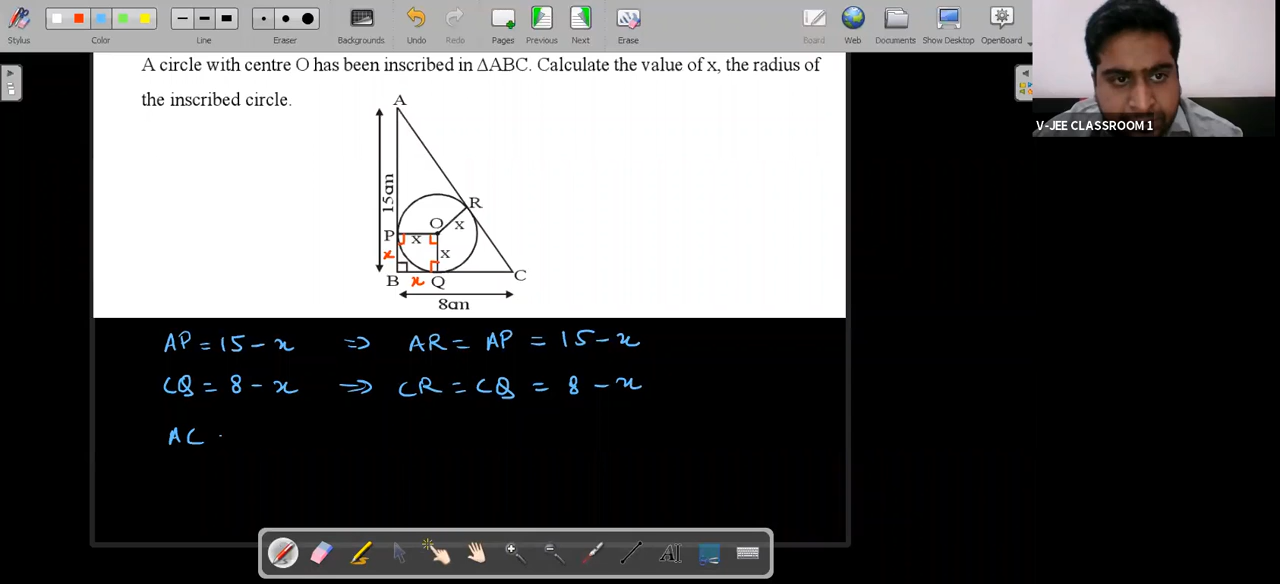 Stylus
Color
Line
Eraser
Backgrounds
Undo
Redo
Pages
Previous
Next
Erase
Board
Web
Documents
Show Desktop
OpenBoard
V-JEE CLASSROOM 1
A circle with centre O has been inscribed in ΔABC. Calculate the value of x, the radius of
the inscribed circle.
A
15cm
R
O
x
P
x
x
x
B
x
Q
C
8cm
AP = 15 - x ⇒ AR = AP = 15 - x
CQ = 8 - x ⇒ CR = CQ = 8 - x
AC
AI